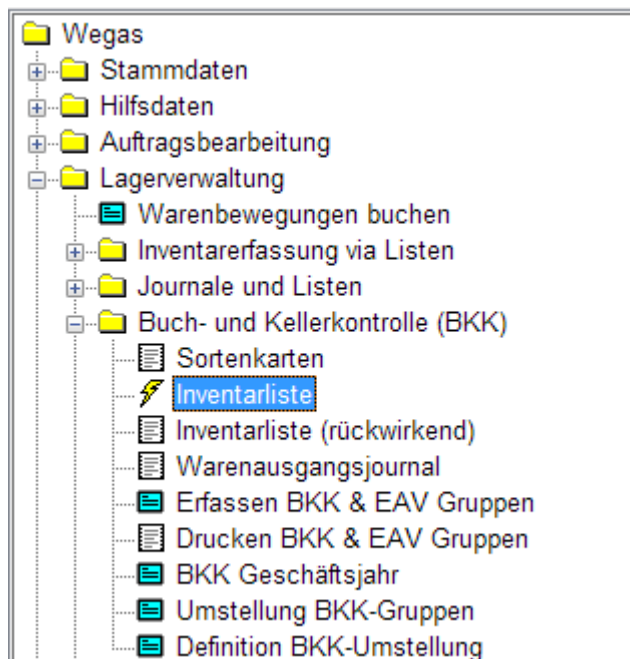 Wegas
Stammdaten
Hilfsdaten
Auftragsbearbeitung
Lagerverwaltung
Warenbewegungen buchen
Inventarerfassung via Listen
Journale und Listen
Buch- und Kellerkontrolle (BKK)
Sortenkarten
Inventarliste
Inventarliste (rückwirkend)
Warenausgangsjournal
Erfassen BKK & EAV Gruppen
Drucken BKK & EAV Gruppen
BKK Geschäftsjahr
Umstellung BKK-Gruppen
Definition BKK-Umstellung